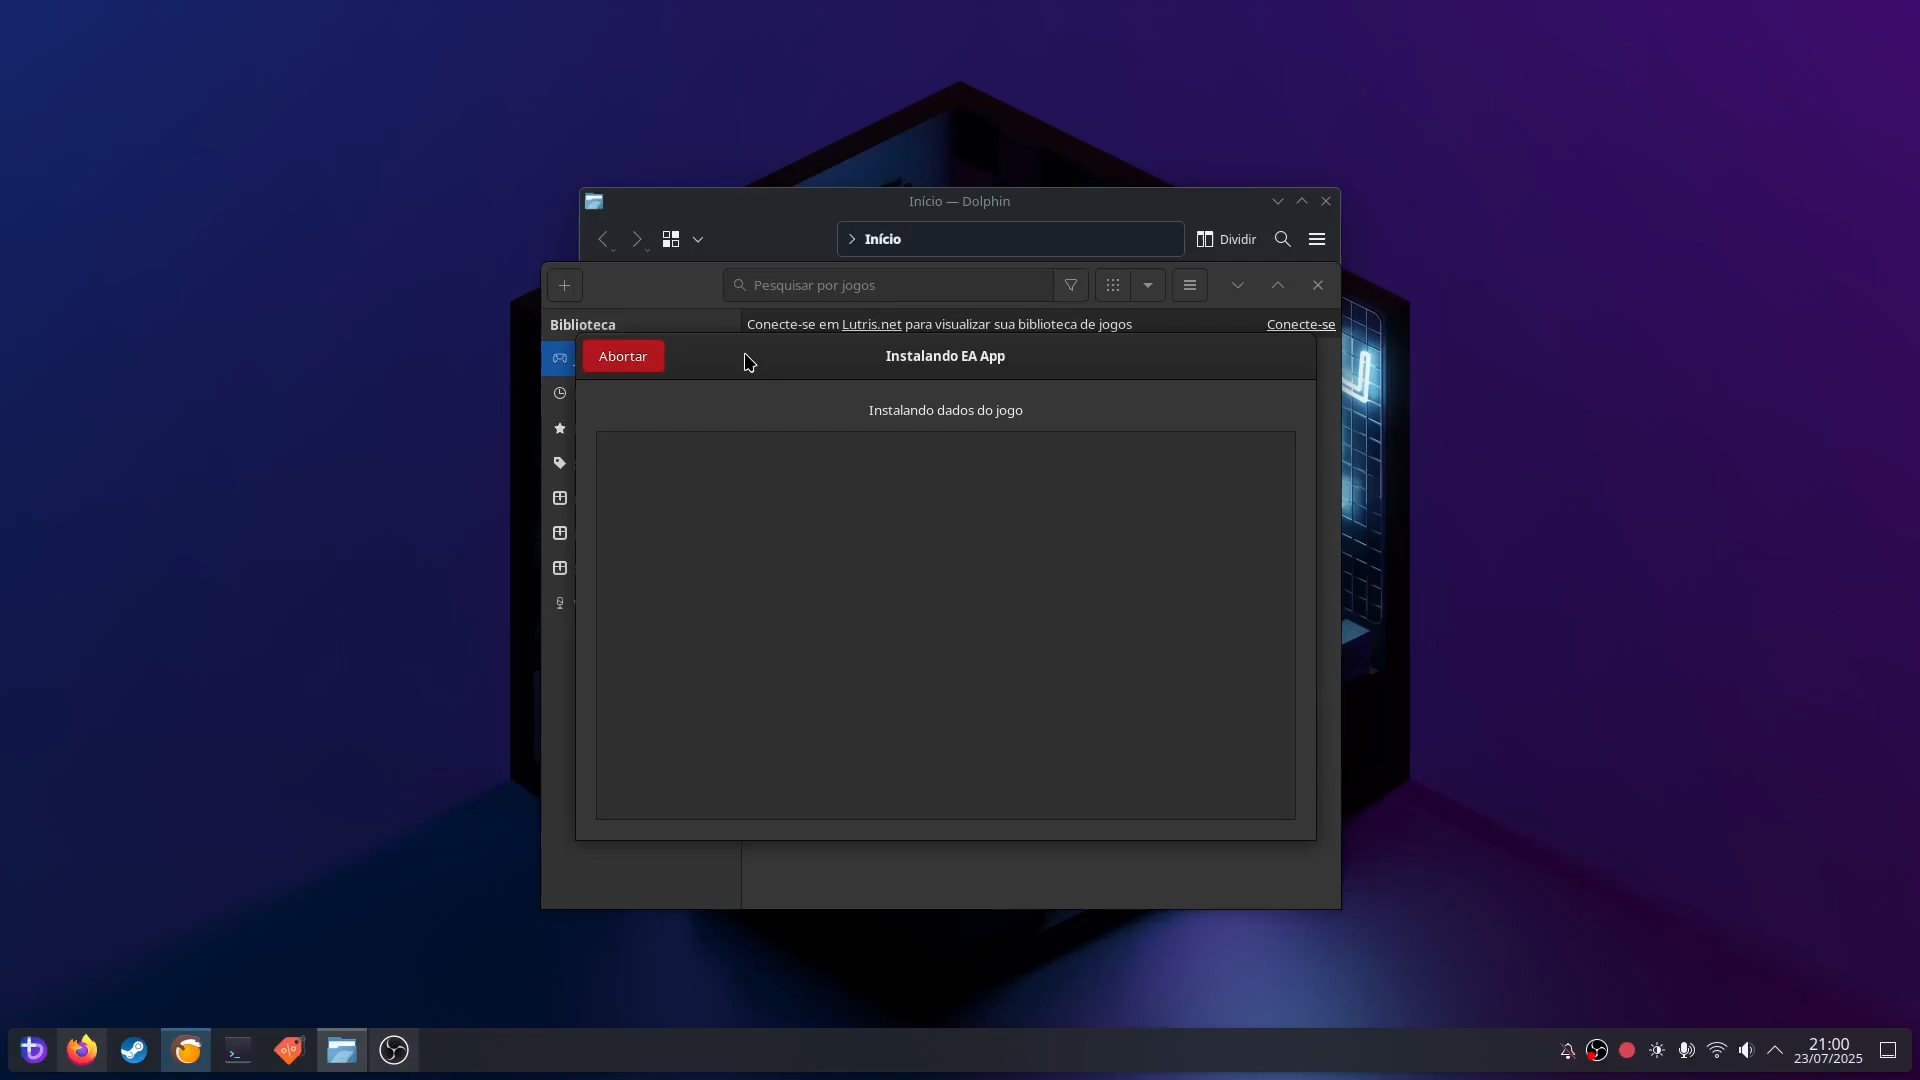 Início — Dolphin
Início
Dividir
Pesquisar por jogos
Biblioteca
Conecte-se em Lutris.net para visualizar sua biblioteca de jogos
Conecte-se
Abortar
Instalando EA App
Instalando dados do jogo
21:00
23/07/2025